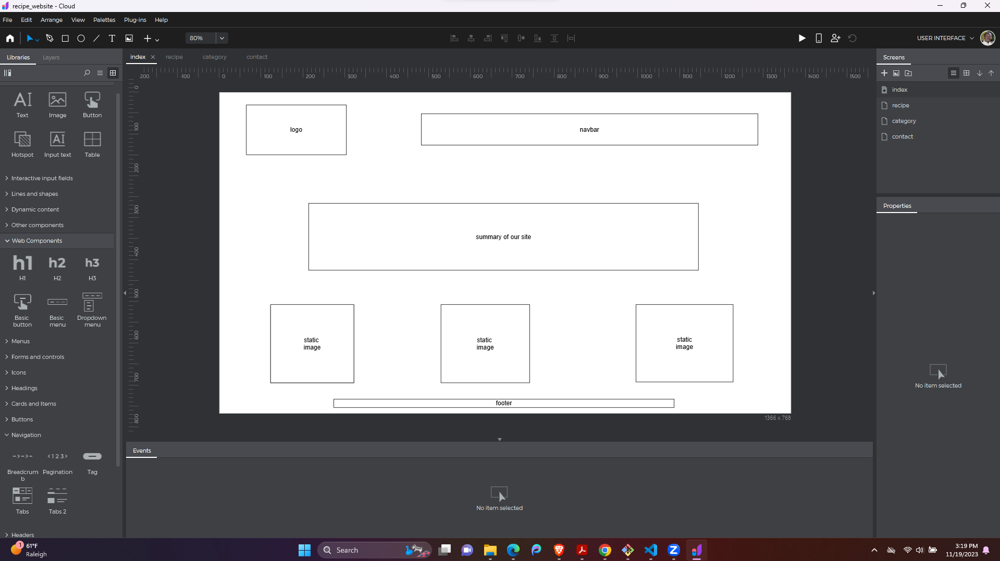 recipe_website - Cloud
File Edit Arrange View Palettes Plug-ins Help
80%
USER INTERFACE
Libraries Layers
index recipe category contact
Screens
200 -100 0 100 200 300 400 500 600 700 800 900 1000 1100 1200 1300 1400 1500
0
100
200
300
400
500
600
700
800
Text Image Button
Hotspot Input text Table
Interactive input fields
Lines and shapes
Dynamic content
Other components
Web Components
h1 h2 h3
H1 H2 H3
Basic button
Basic menu
Dropdown menu
Menus
Forms and controls
Icons
Headings
Cards and Items
Buttons
Navigation
<123>
Breadcrum
b
Pagination Tag
Tabs Tabs 2
Headers
logo
navbar
summary of our site
static
image
static
image
static
image
footer
1366 x 768
Events
No item selected
index
recipe
category
contact
Properties
No item selected
1
61°F
Raleigh
Search
3:19 PM
11/19/2023